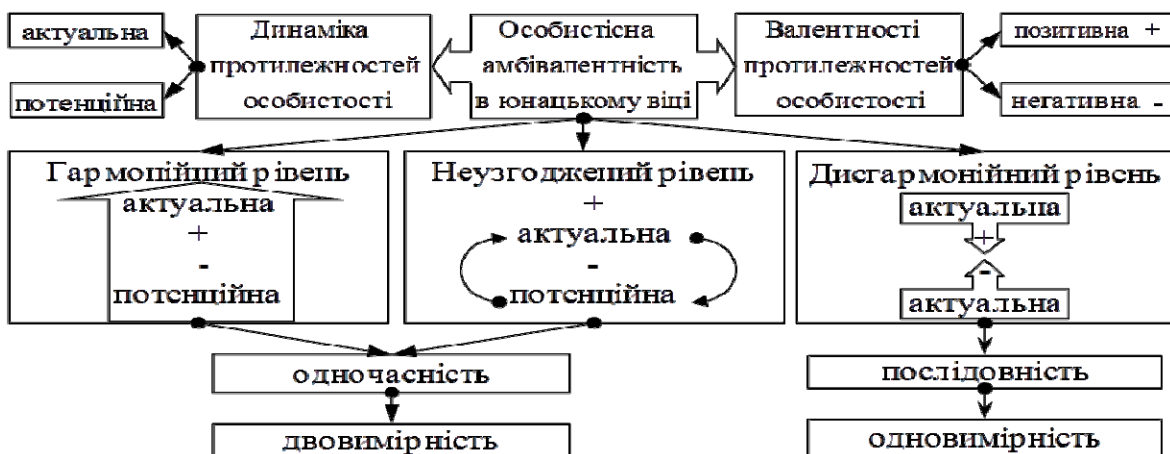 актуальна
потенційна
Динаміка
протилежностей
особистості
Особистісна
амбівалентність
в юнацькому віці
Валентності
протилежностей
особистості
позитивна +
негативна -
Гармонійний рівень
актуальна
+
-
потенційна
Неузгоджений рівень
+
актуальна
-
потенційна
Дисгармонійний рівень
актуальна
+
-
актуальна
одночасність
двовимірність
послідовність
одновимірність